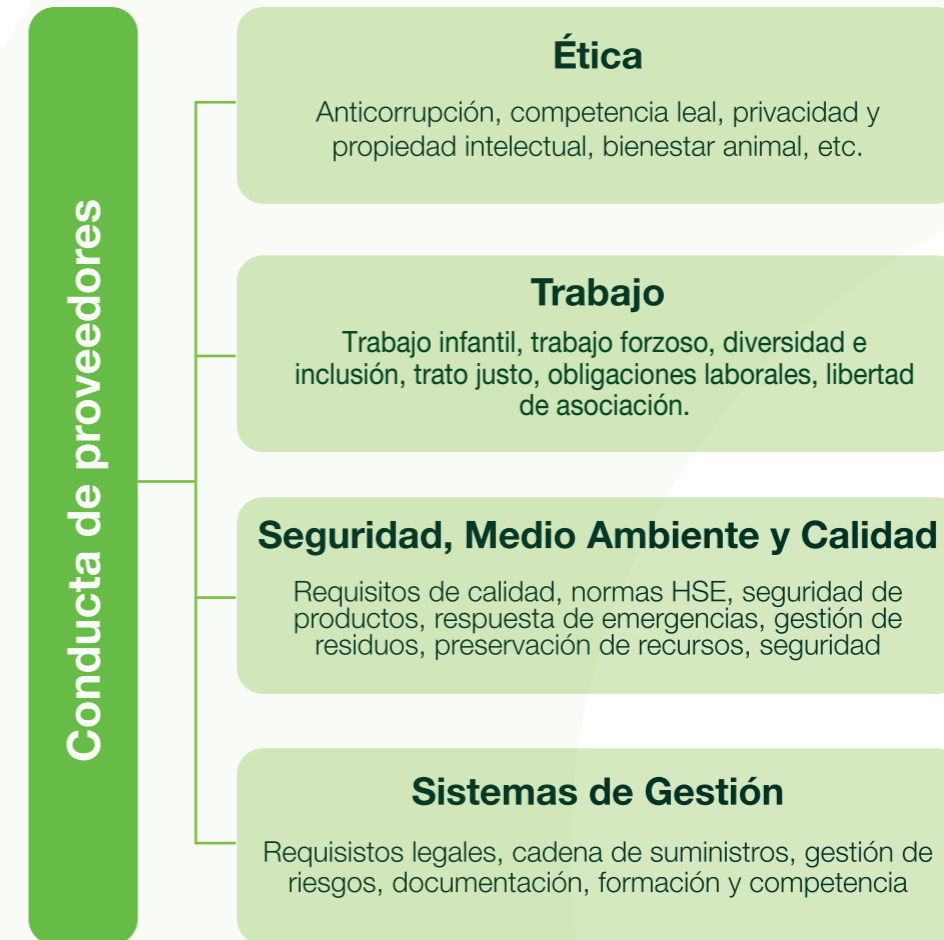 Conducta de proveedores
Ética
Anticorrupción, competencia leal, privacidad y
propiedad intelectual, bienestar animal, etc.
Trabajo
Trabajo infantil, trabajo forzoso, diversidad e
inclusión, trato justo, obligaciones laborales, libertad
de asociación.
Seguridad, Medio Ambiente y Calidad
Requisitos de calidad, normas HSE, seguridad de
productos, respuesta de emergencias, gestión de
residuos, preservación de recursos, seguridad
Sistemas de Gestión
Requisistos legales, cadena de suministros, gestión de
riesgos, documentación, formación y competencia